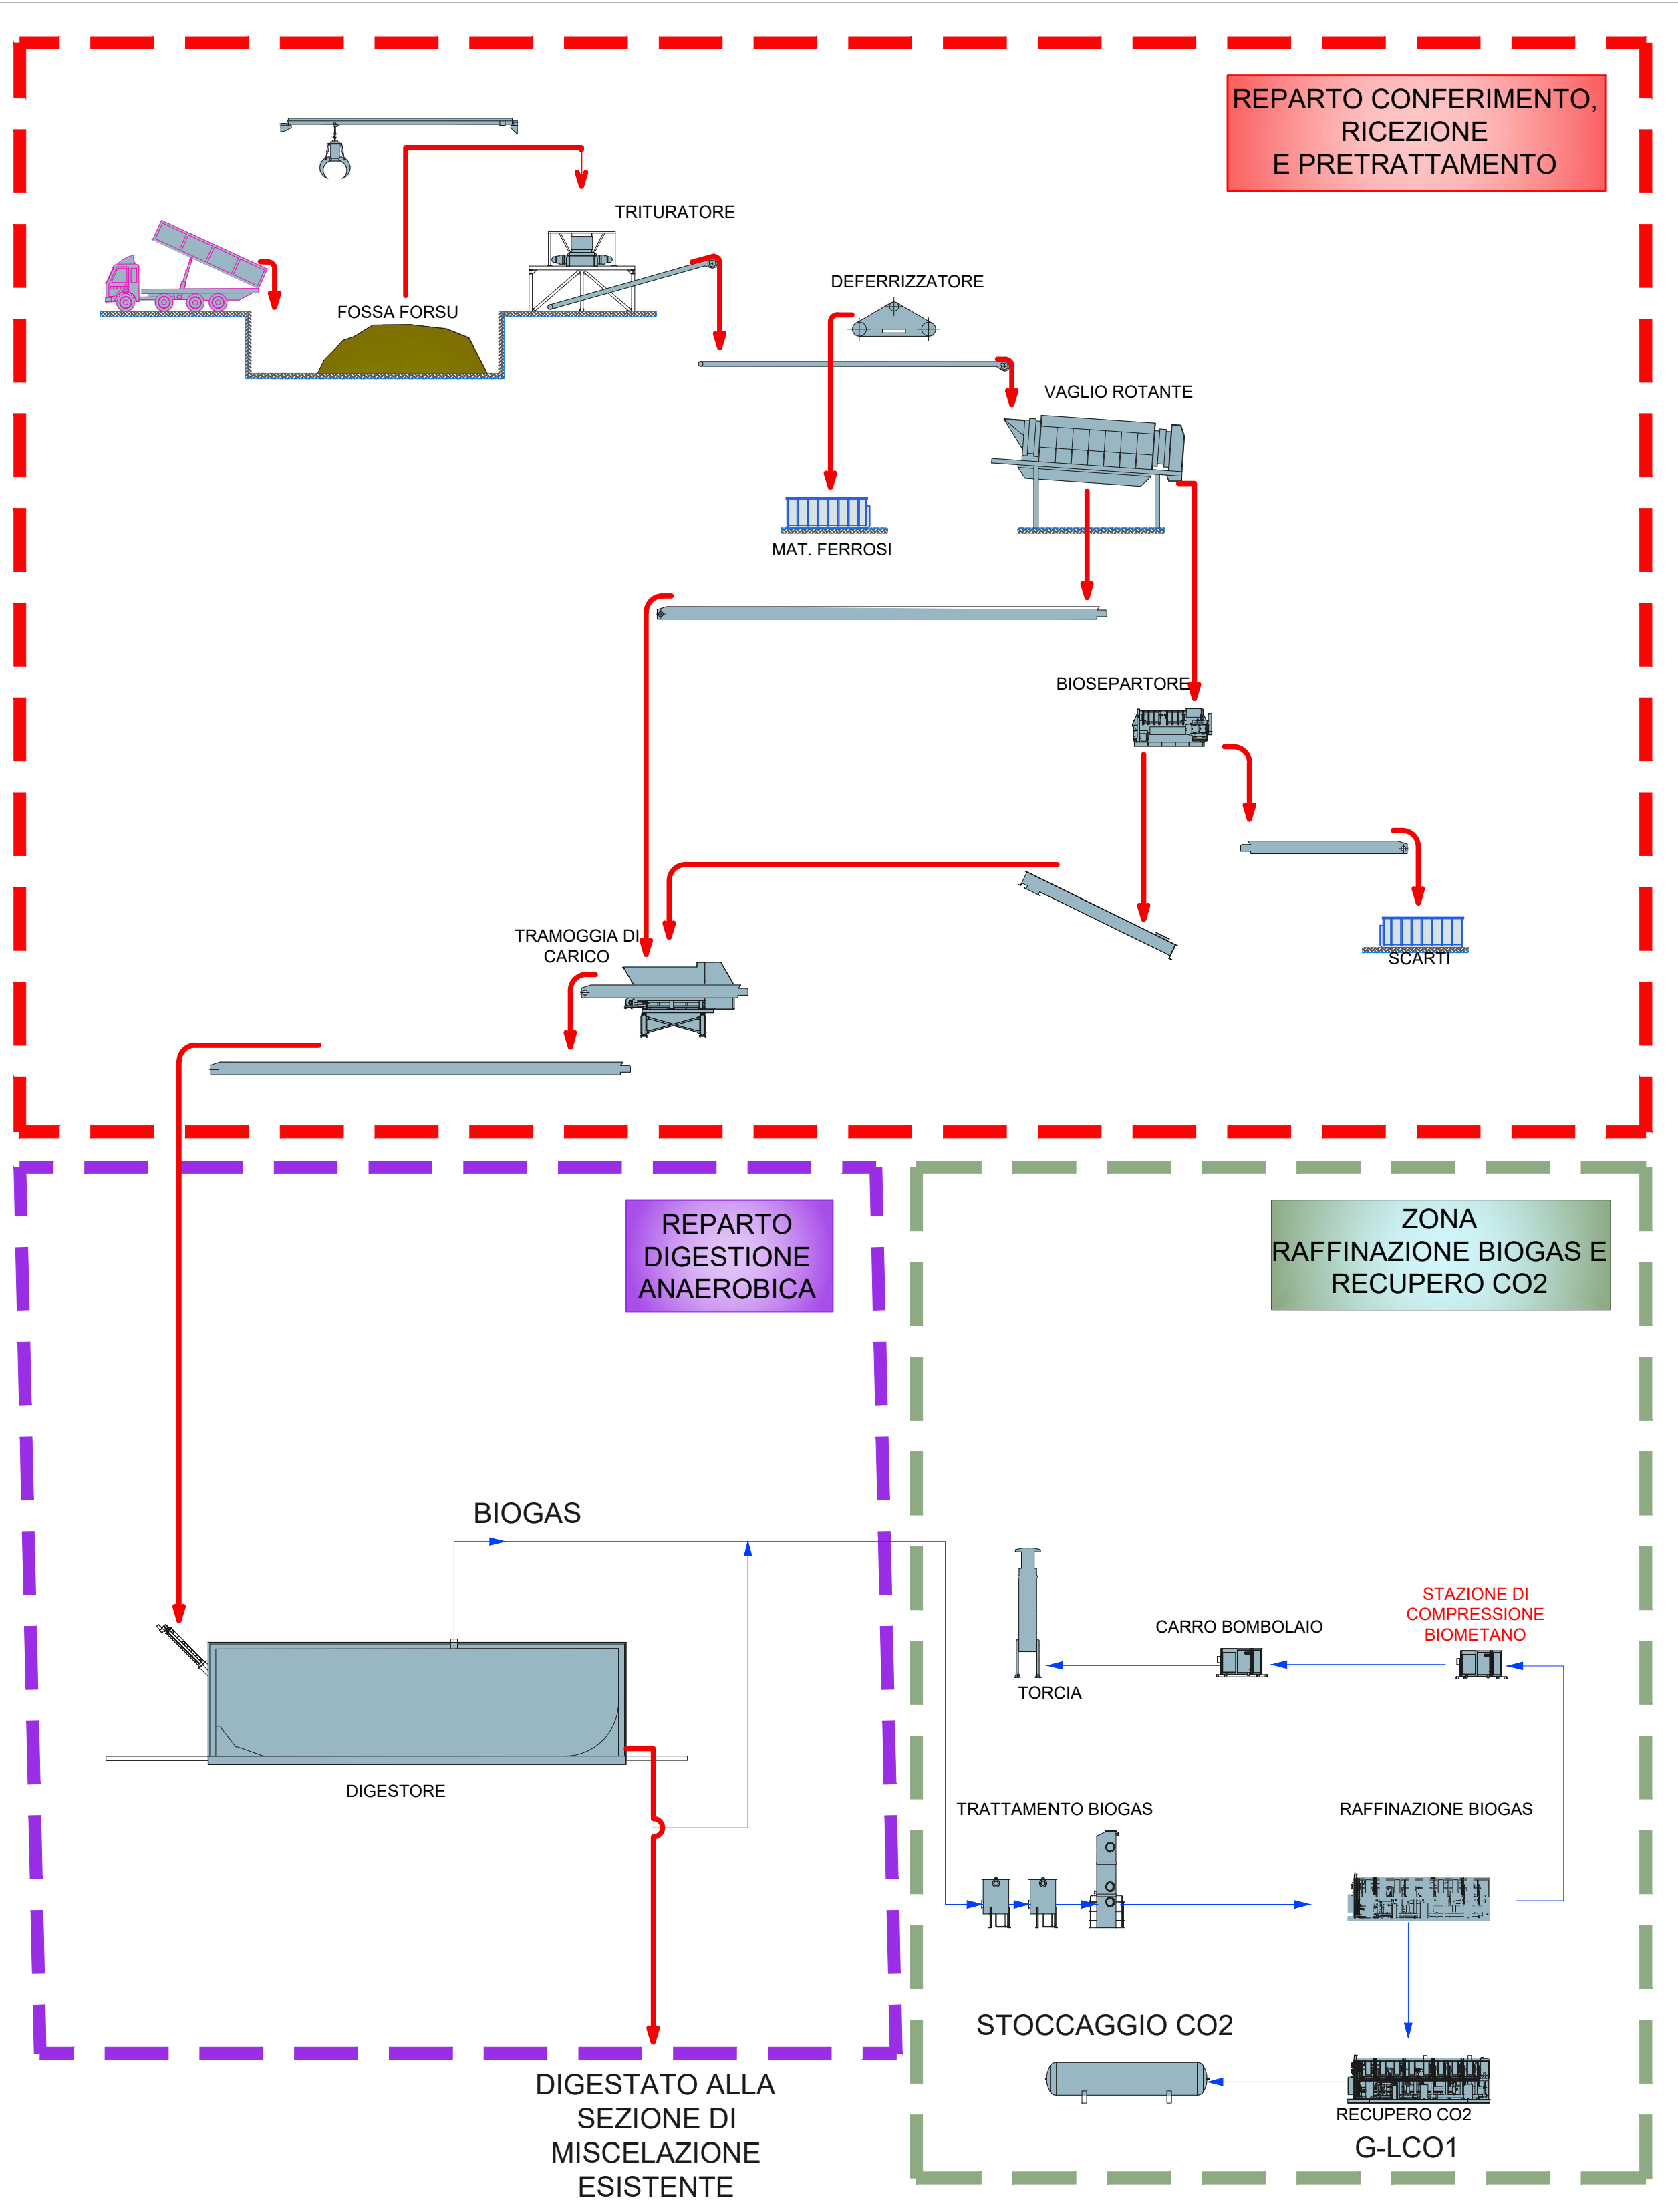 REPARTO CONFERIMENTO,
RICEZIONE
E PRETRATTAMENTO
TRITURATORE
DEFERRIZZATORE
FOSSA FORSU
VAGLIO ROTANTE
MAT. FERROSI
BIOSEPARTORE
TRAMOGGIA DI
CARICO
SCARTI
REPARTO
DIGESTIONE
ANAEROBICA
ZONA
RAFFINAZIONE BIOGAS E
RECUPERO CO2
BIOGAS
DIGESTORE
STAZIONE DI
COMPRESSIONE
BIOMETANO
CARRO BOMBOLAIO
TORCIA
TRATTAMENTO BIOGAS
RAFFINAZIONE BIOGAS
STOCCAGGIO CO2
RECUPERO CO2
G-LCO1
DIGESTATO ALLA
SEZIONE DI
MISCELAZIONE
ESISTENTE